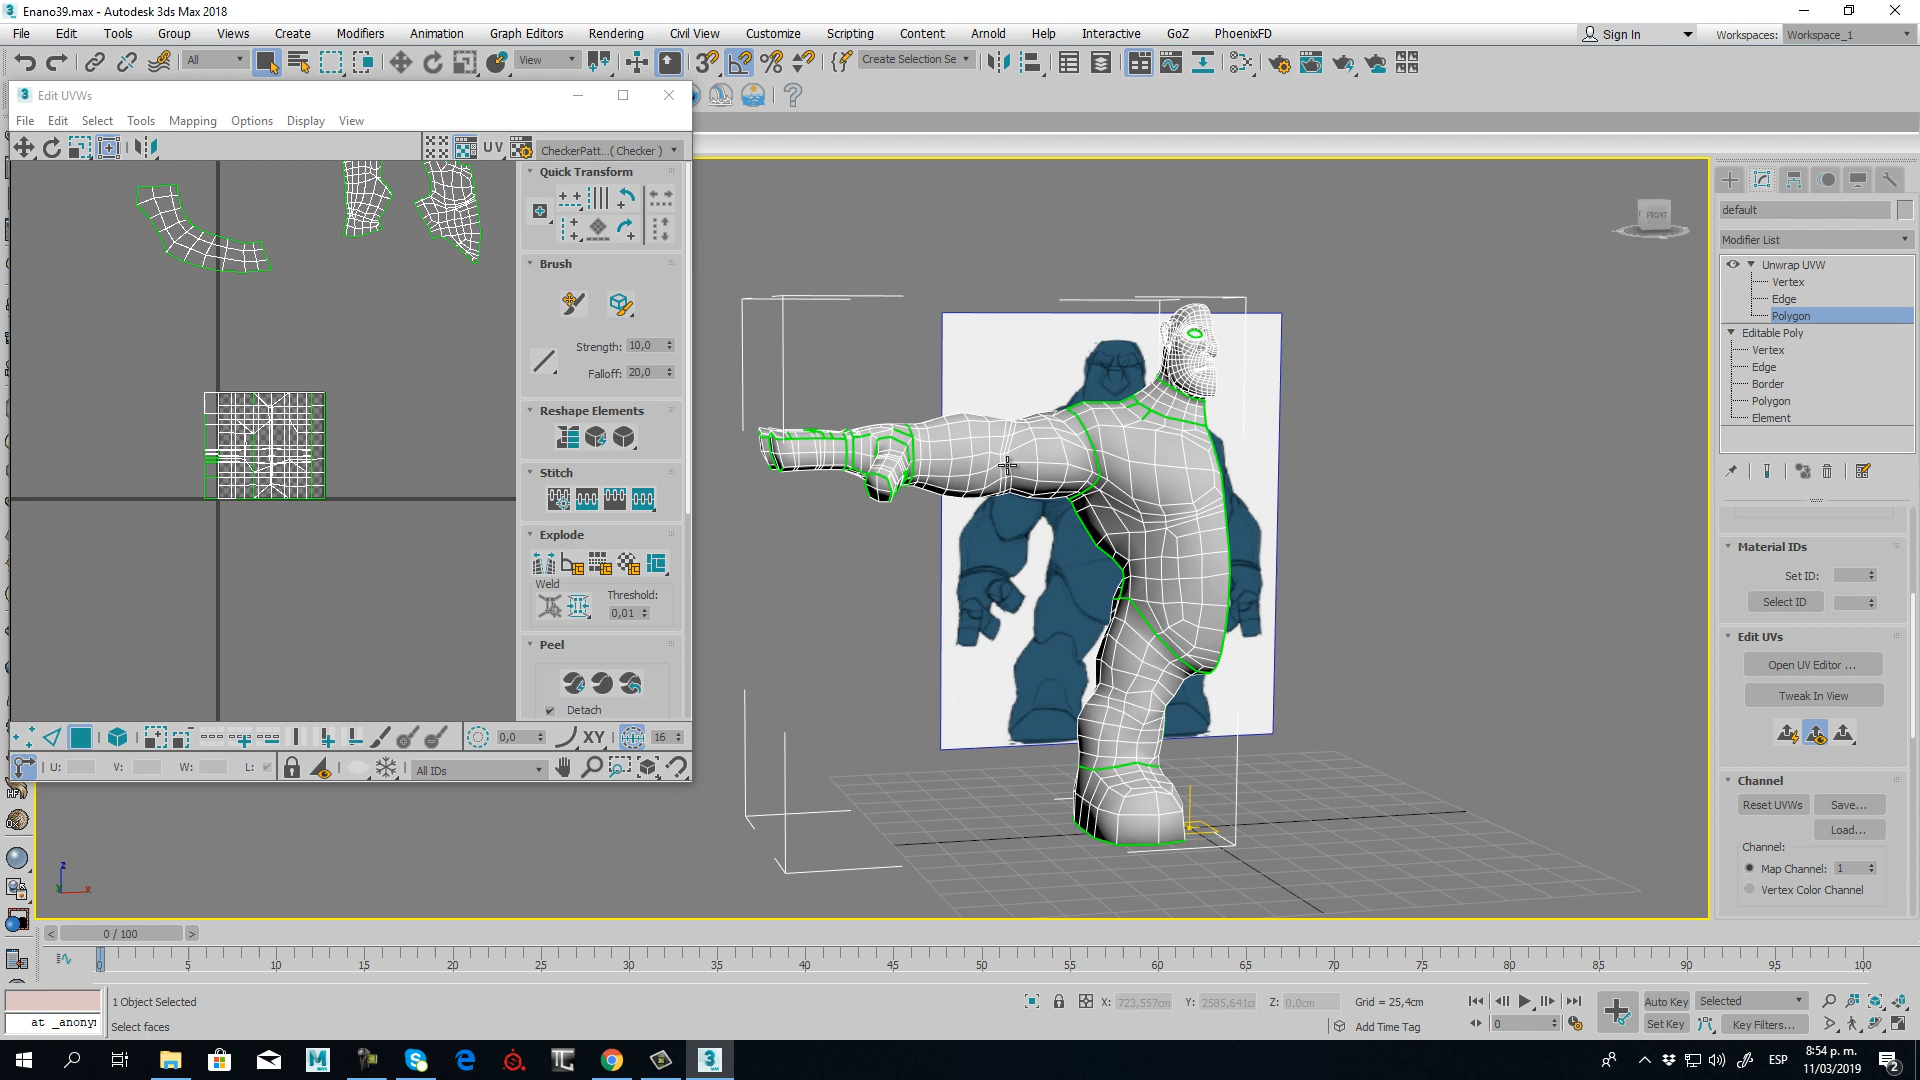 Enano39.max - Autodesk 3ds Max 2018
File Edit Tools Group Views Create Modifiers Animation Graph Editors Rendering Civil View Customize Scripting Content Arnold Help Interactive GoZ PhoenixFD
Sign In Workspaces: Workspace_1
All View Create Selection Se
Edit UVWs
File Edit Select Tools Mapping Options Display View
UV CheckerPatt...( Checker )
Quick Transform
Brush
Strength: 10,0
Falloff: 20,0
Reshape Elements
Stitch
Explode
Weld
Threshold:
0,01
Peel
Detach
0,0 XY 16
U: V: W: L: All IDs
FRONT
default
Modifier List
Unwrap UVW
Vertex
Edge
Polygon
Editable Poly
Vertex
Edge
Border
Polygon
Element
Material IDs
Set ID:
Select ID
Edit UVs
Open UV Editor ...
Tweak In View
Channel
Reset UVWs Save...
Load...
Channel:
Map Channel: 1
Vertex Color Channel
z
x
0 / 100
0 5 10 15 20 25 30 35 40 45 50 55 60 65 70 75 80 85 90 95 100
1 Object Selected
X: 723,557cm Y: 2585,641cm Z: 0,0cm Grid = 25,4cm
Auto Key Selected
at _anonyı
Select faces
Add Time Tag
0
Set Key Key Filters...
ESP
8:54 p. m.
11/03/2019
2